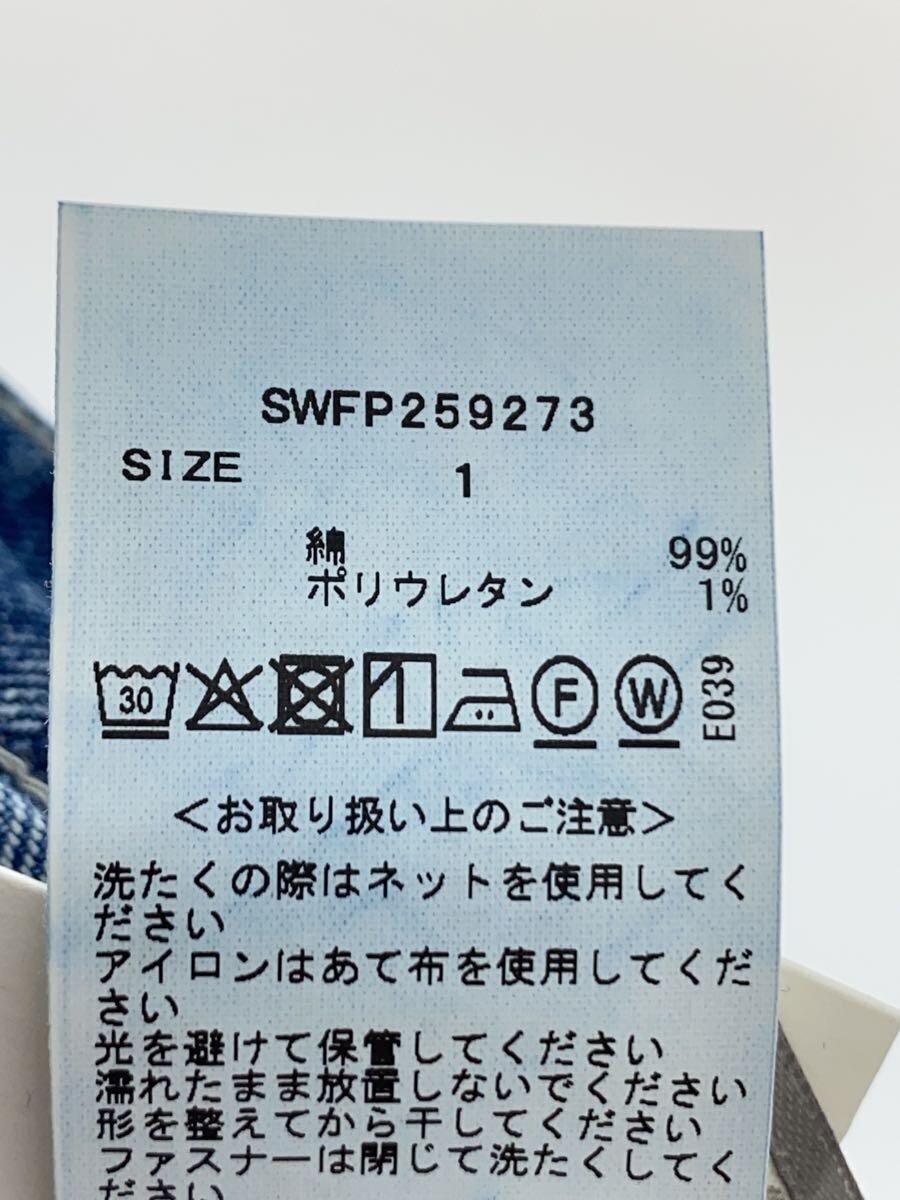 SWFP259273
SIZE 1
綿 99%
ポリウレタン 1%
30 F W E039
＜お取り扱い上のご注意＞
洗たくの際はネットを使用してく
ださい
アイロンはあて布を使用してくだ
さい
光を避けて保管してください
濡れたまま放置しないでください
形を整えてから干してください
ファスナーは閉じて洗たくしてく
ださい